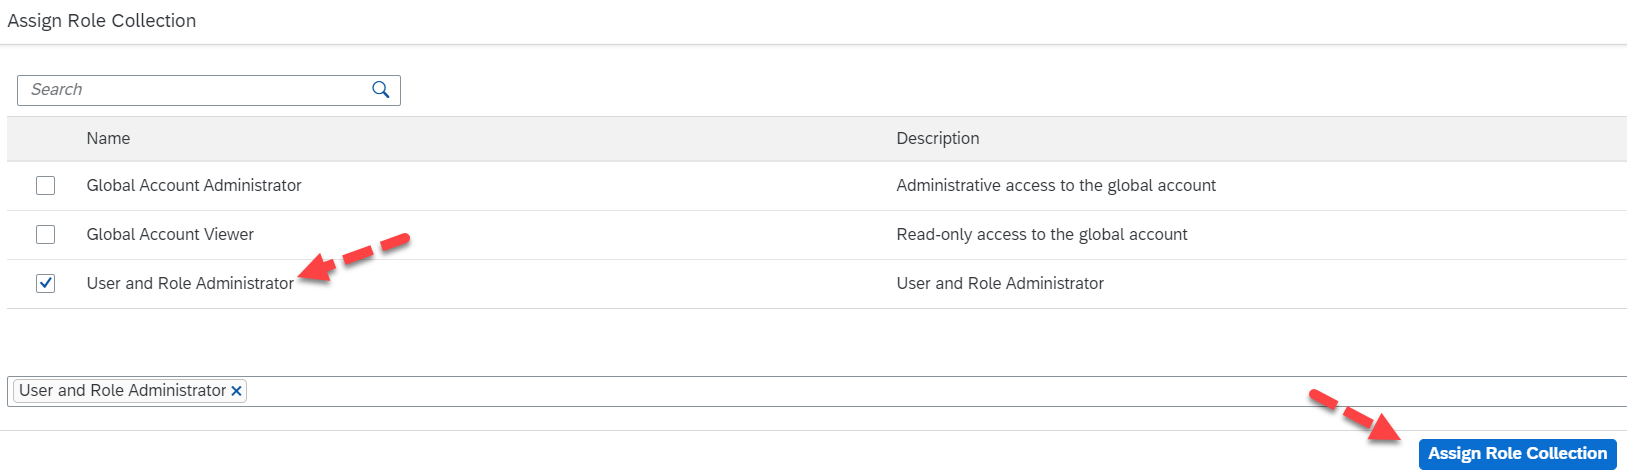 Assign Role Collection
Search
Name Description
Global Account Administrator Administrative access to the global account
Global Account Viewer Read-only access to the global account
User and Role Administrator User and Role Administrator
User and Role Administrator
Assign Role Collection